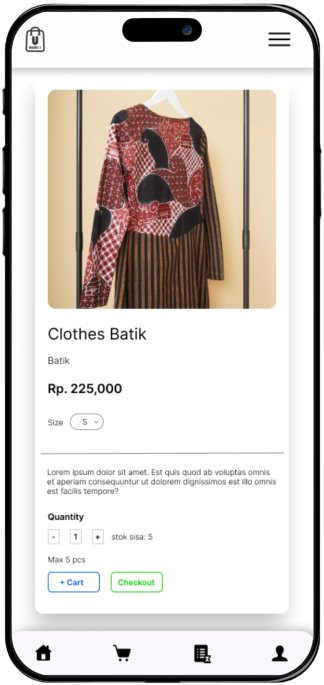 U
Clothes Batik
Batik
Rp. 225,000
Size S
Lorem ipsum dolor sit amet. Est quis quod ab voluptas omnis
et aperiam consequuntur ut dolorem dignissimos est illo omnis
est facilis tempore?
Quantity
- 1 + stok sisa: 5
Max 5 pcs
+ Cart Checkout